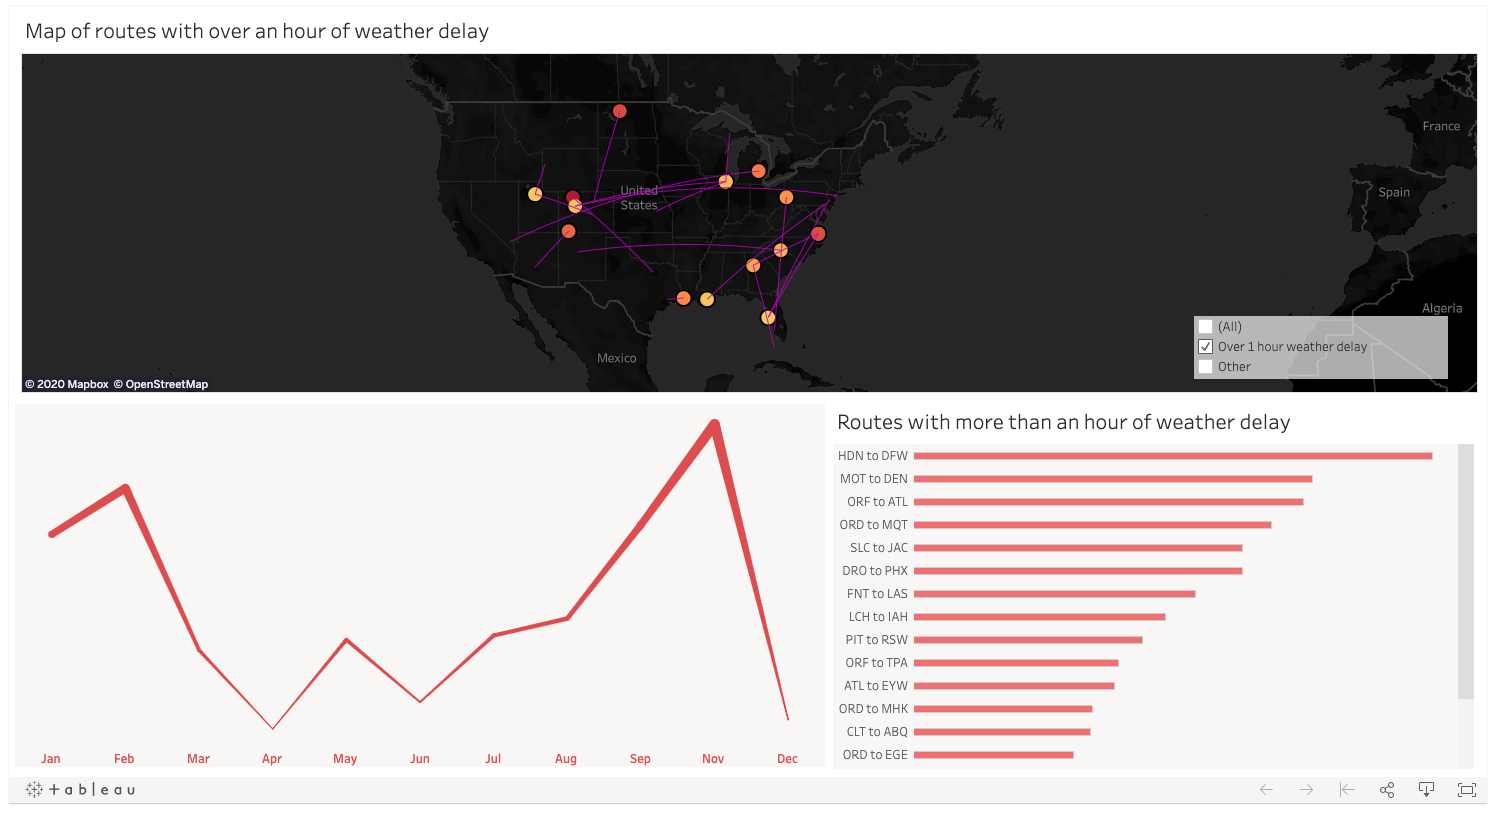 Map of routes with over an hour of weather delay
France
United
States
Spain
Algeria
Mexico
(All)
Over 1 hour weather delay
Other
© 2020 Mapbox © OpenStreetMap
Jan Feb Mar Apr May Jun Jul Aug Sep Nov Dec
Routes with more than an hour of weather delay
HDN to DFW
MOT to DEN
ORF to ATL
ORD to MQT
SLC to JAC
DRO to PHX
FNT to LAS
LCH to IAH
PIT to RSW
ORF to TPA
ATL to EYW
ORD to MHK
CLT to ABQ
ORD to EGE
+ableau